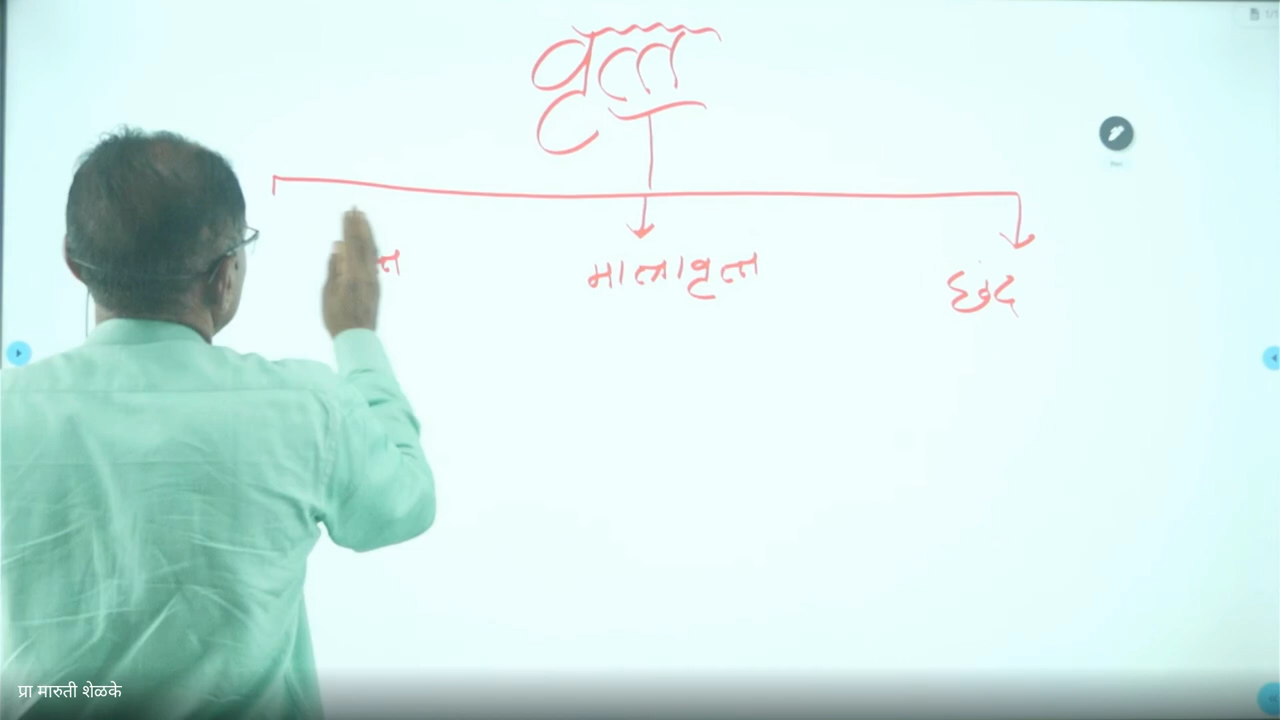 वृत्त
मात्रावृत्त छंद
प्रा मारुती शेळके